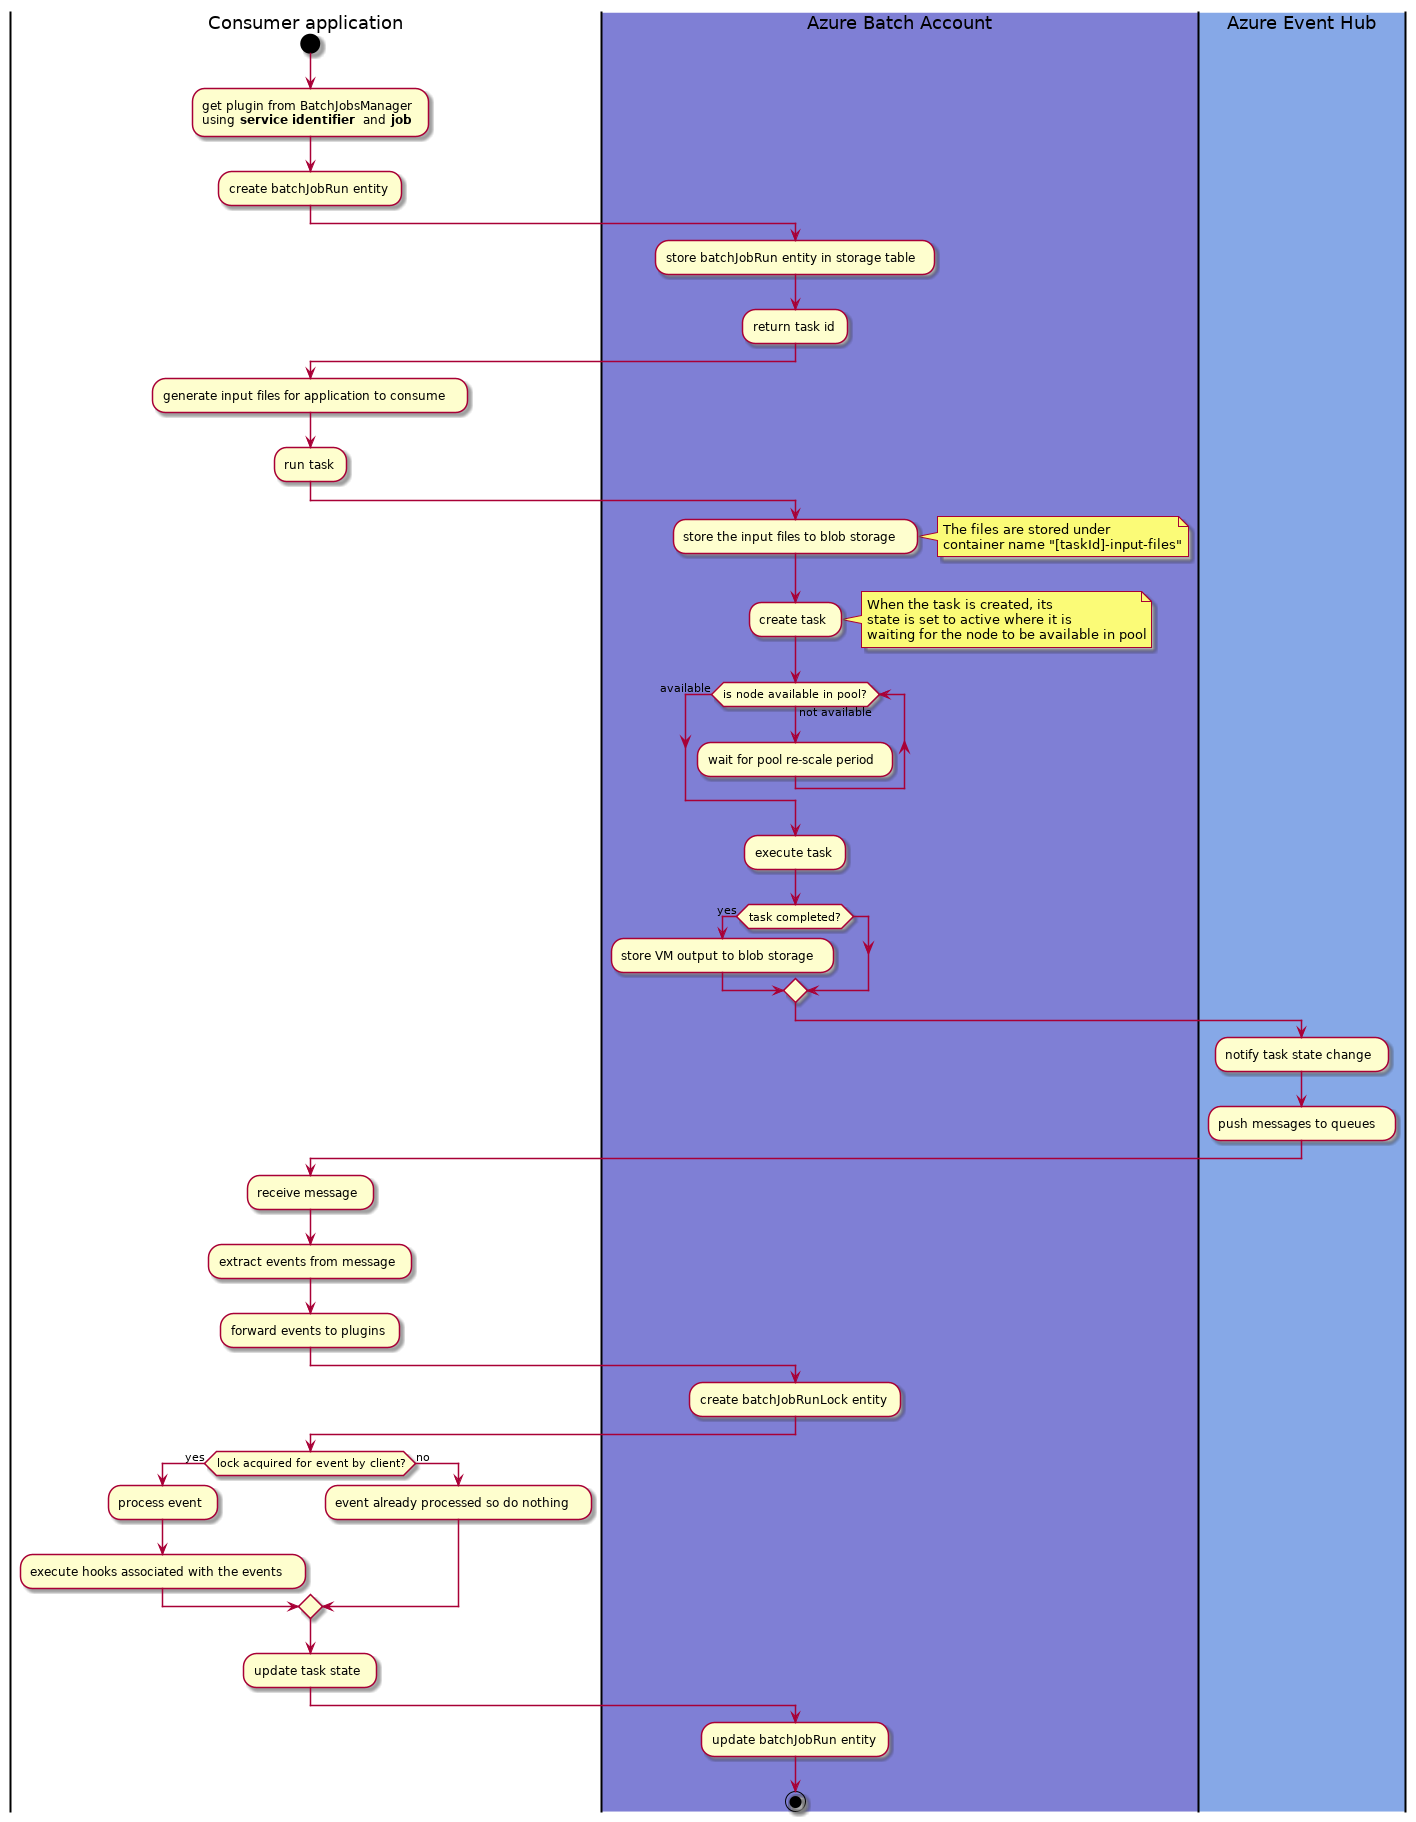 Consumer application
Azure Batch Account
Azure Event Hub
get plugin from BatchJobsManager
using service identifier and job
create batchJobRun entity
store batchJobRun entity in storage table
return task id
generate input files for application to consume
run task
store the input files to blob storage
The files are stored under
container name "[taskId]-input-files"
create task
When the task is created, its
state is set to active where it is
waiting for the node to be available in pool
available
is node available in pool?
not available
wait for pool re-scale period
execute task
yes
task completed?
store VM output to blob storage
notify task state change
push messages to queues
receive message
extract events from message
forward events to plugins
create batchJobRunLock entity
yes
lock acquired for event by client?
no
process event
event already processed so do nothing
execute hooks associated with the events
update task state
update batchJobRun entity